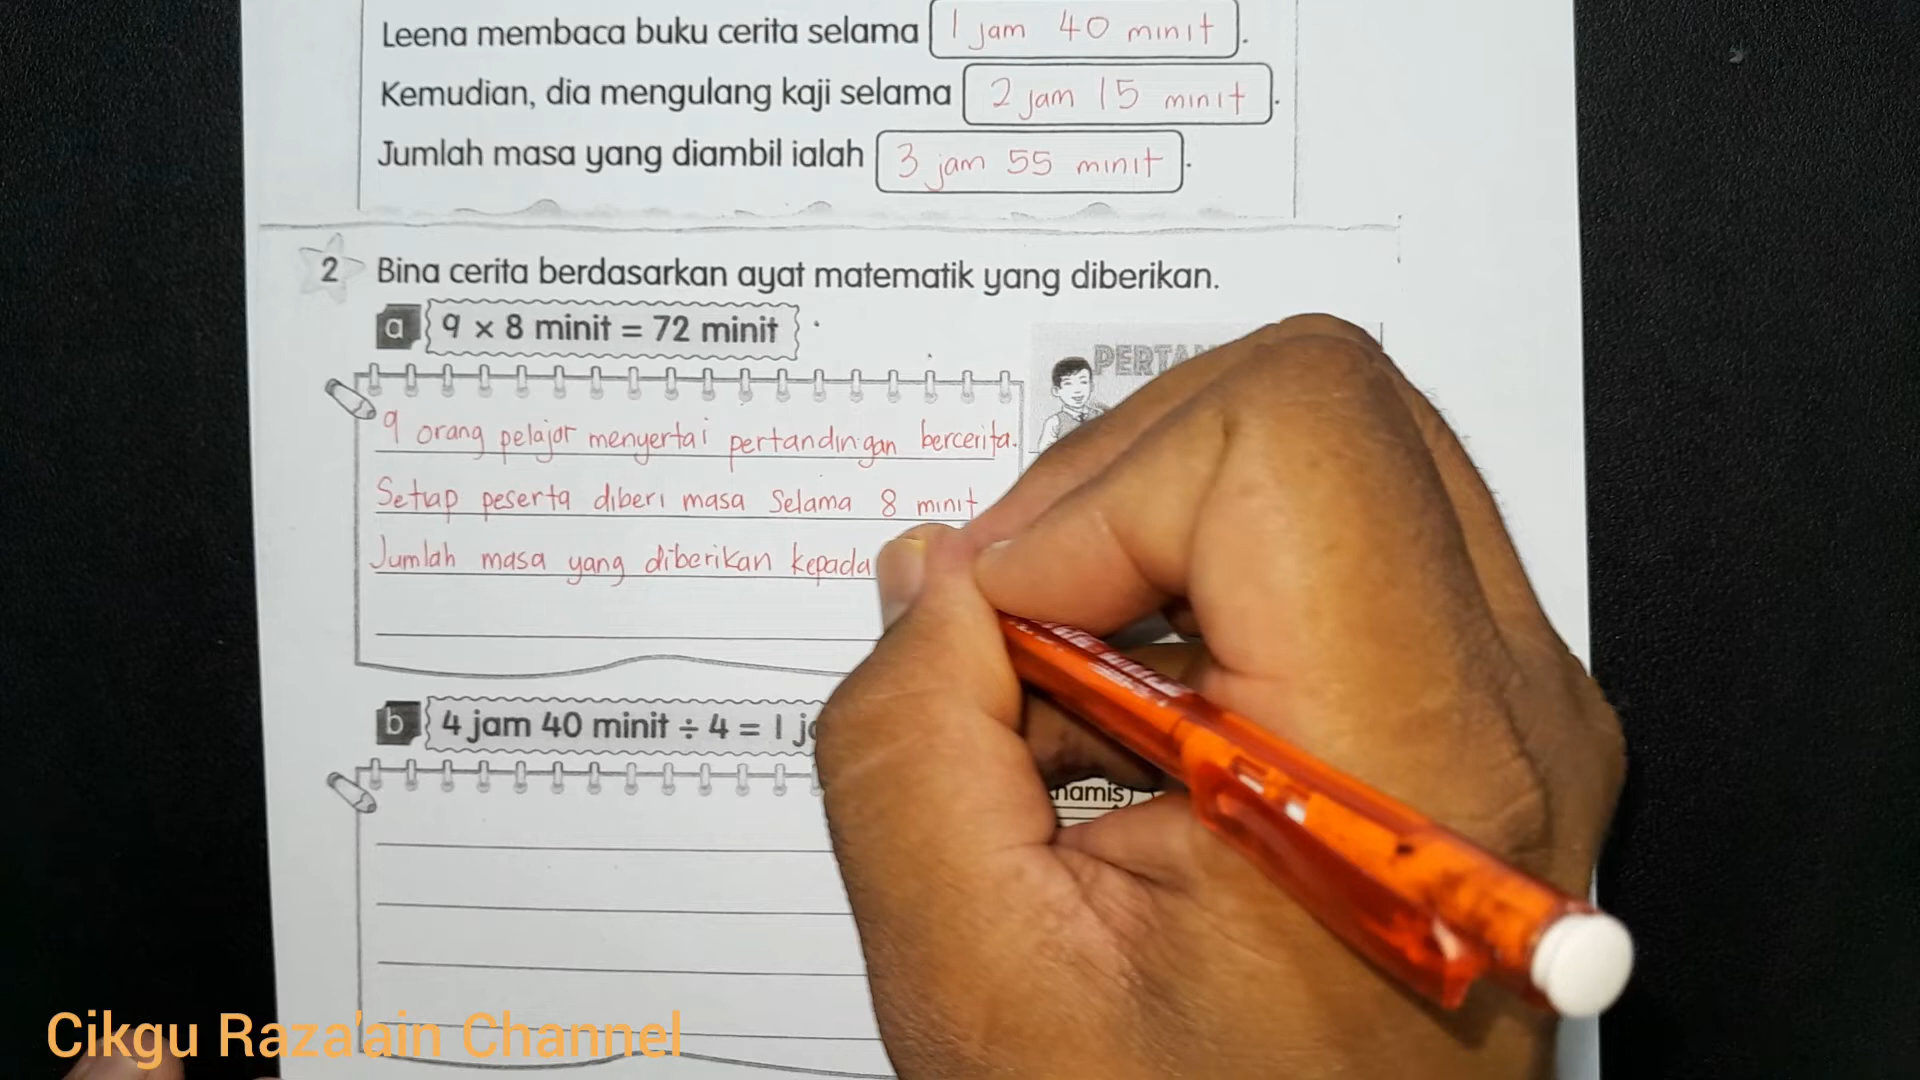 Leena membaca buku cerita selama 1 jam 40 minit.
Kemudian, dia mengulang kaji selama 2 jam 15 minit.
Jumlah masa yang diambil ialah 3 jam 55 minit.
2 Bina cerita berdasarkan ayat matematik yang diberikan.
a 9 × 8 minit = 72 minit
9 orang pelajar menyertai pertandingan bercerita.
Setiap peserta diberi masa selama 8 minit
Jumlah masa yang diberikan kepada
b 4 jam 40 minit ÷ 4 = 1
Cikgu Raza'ain Channel